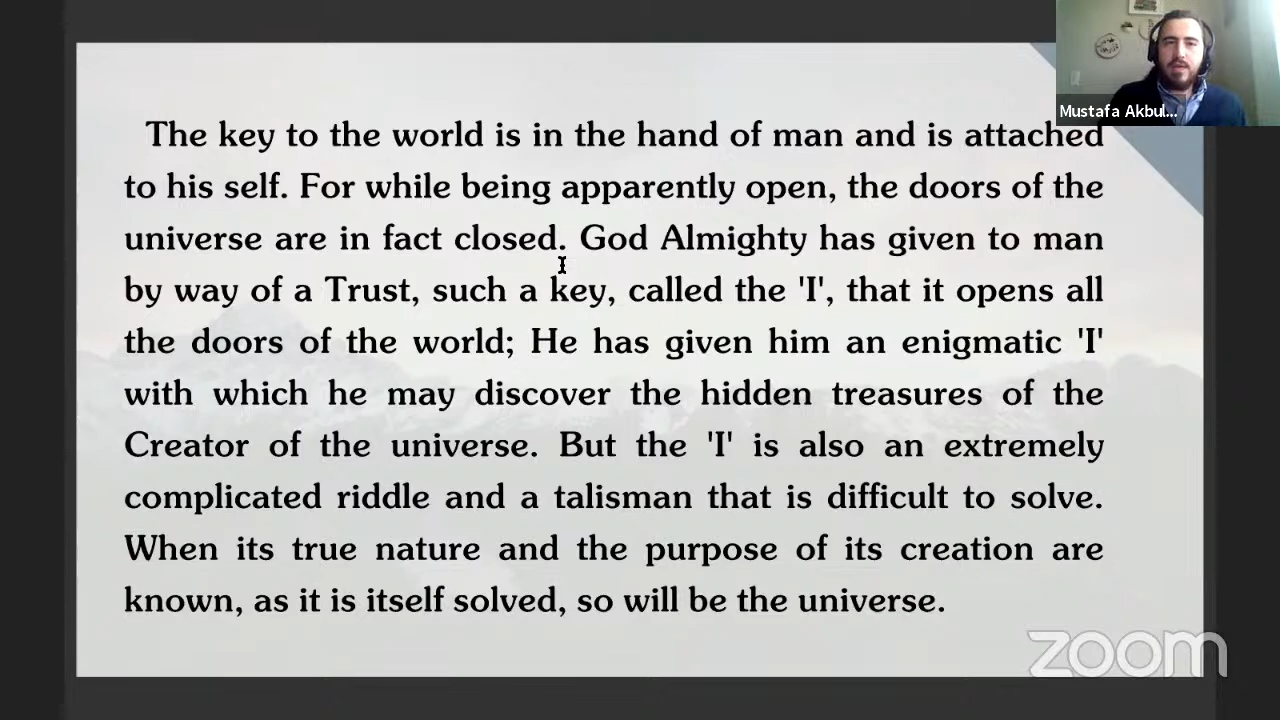 Mustafa Akbul...
The key to the world is in the hand of man and is attached
to his self. For while being apparently open, the doors of the
universe are in fact closed. God Almighty has given to man
by way of a Trust, such a key, called the 'I', that it opens all
the doors of the world; He has given him an enigmatic 'I'
with which he may discover the hidden treasures of the
Creator of the universe. But the 'I' is also an extremely
complicated riddle and a talisman that is difficult to solve.
When its true nature and the purpose of its creation are
known, as it is itself solved, so will be the universe.
zoom